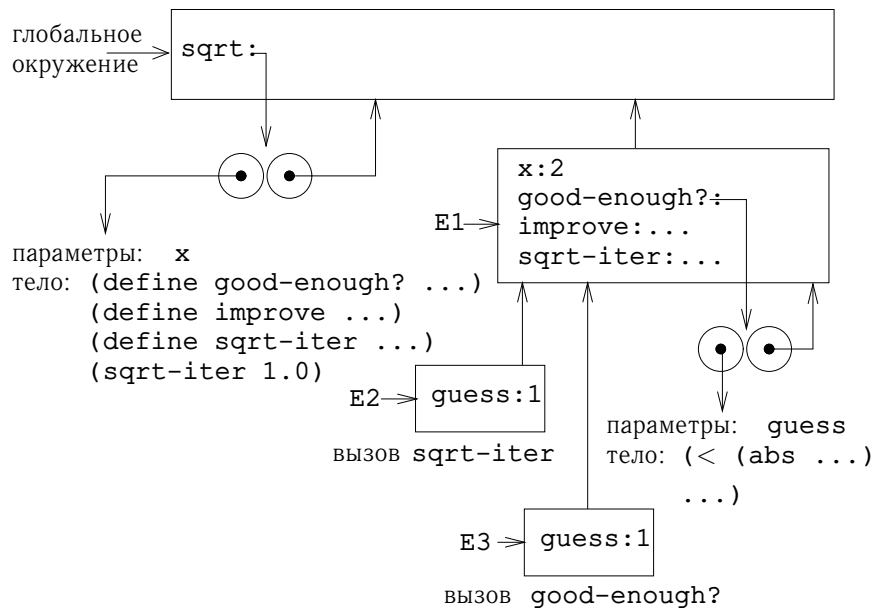 глобальное
окружение
sqrt:
x:2
good-enough?:
E1
improve:...
sqrt-iter:...
параметры: x
тело: (define good-enough? ...)
(define improve ...)
(define sqrt-iter ...)
(sqrt-iter 1.0)
E2
guess:1
вызов sqrt-iter
параметры: guess
тело: (< (abs ...)
...)
E3
guess:1
вызов good-enough?